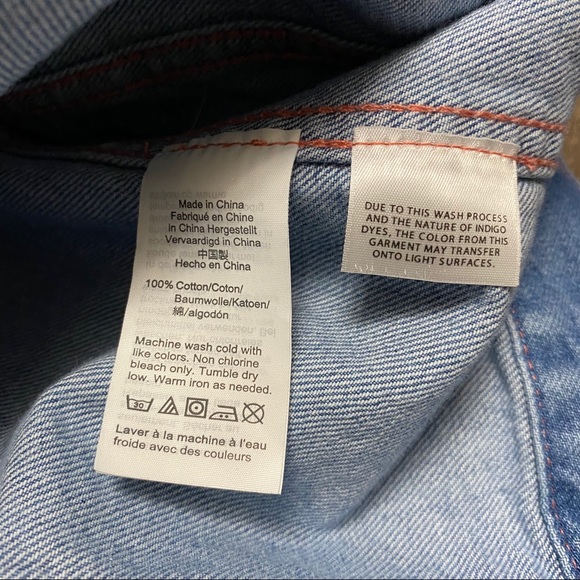 Made in China
Fabriqué en Chine
in China Hergestellt
Vervaardigd in China
中国製
Hecho en China
100% Cotton/Coton/
Baumwolle/Katoen/
綿/algodón
Machine wash cold with
like colors. Non chlorine
bleach only. Tumble dry
low. Warm iron as needed.
30
Laver à la machine à l'eau
froide avec des couleurs
DUE TO THIS WASH PROCESS
AND THE NATURE OF INDIGO
DYES, THE COLOR FROM THIS
GARMENT MAY TRANSFER
ONTO LIGHT SURFACES.